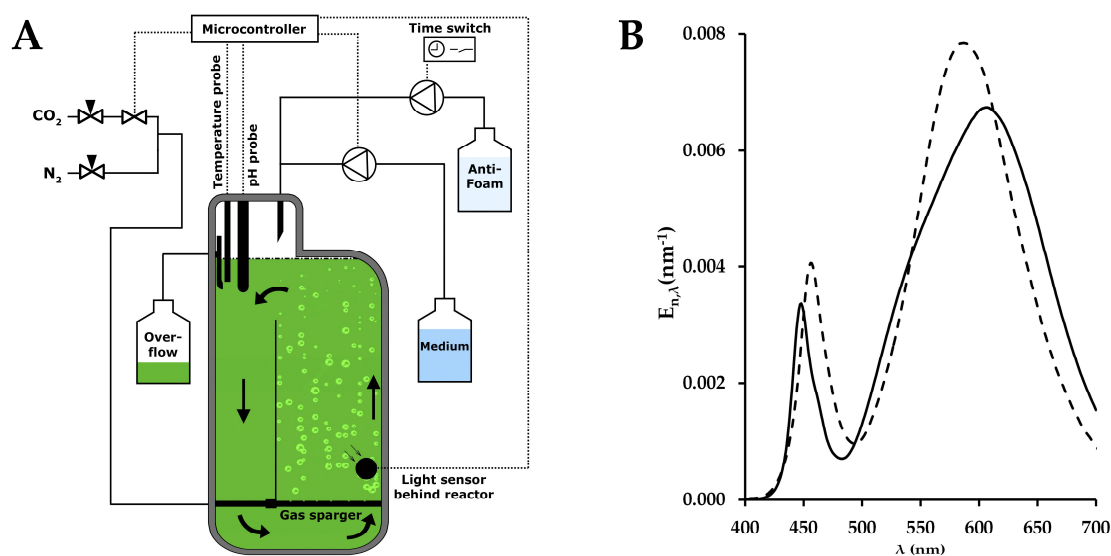 A
Microcontroller
Time switch
CO₂
N₂
Temperature probe
pH probe
Anti-
Foam
Over-
flow
Medium
Light sensor
behind reactor
Gas sparger
B
0.008
0.006
0.004
0.002
0.000
Eₙ,λ(nm⁻¹)
400
450
500
550
600
650
700
λ (nm)